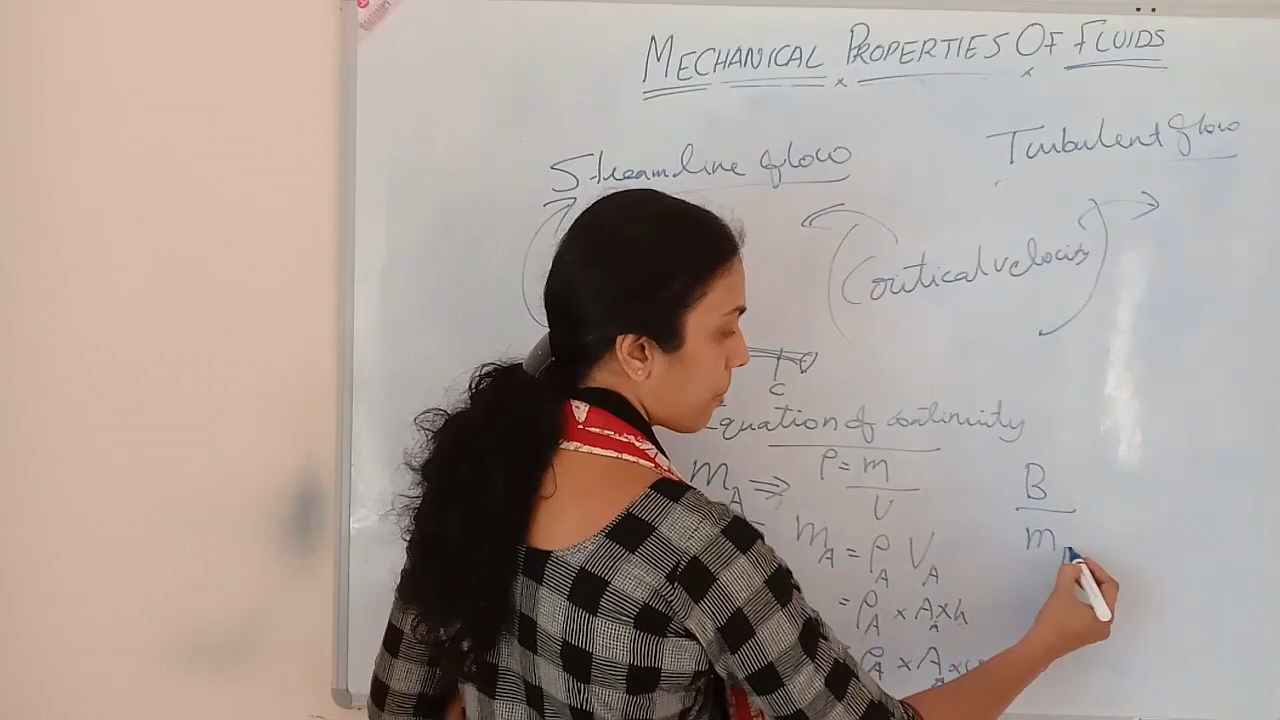 MECHANICAL PROPERTIES OF FLUIDS
Streamline flow
Turbulent flow
Critical velocity
C
Equation of continuity
m_A ⇒ ρ = m/V
m_A = ρ_A V_A
= ρ_A × A_A × h
ρ_A × A_A ×
B
m